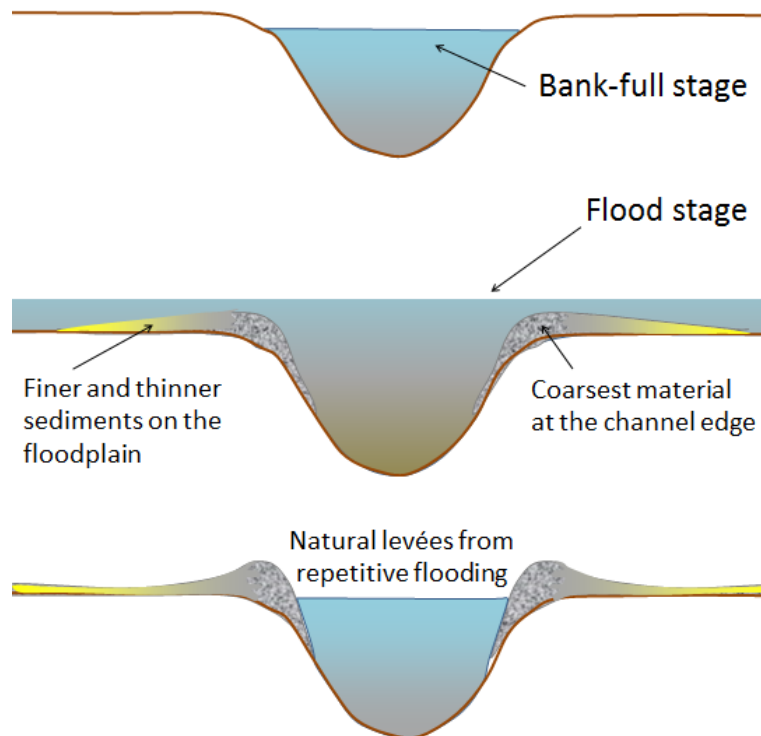 Bank-full stage
Flood stage
Finer and thinner
sediments on the
floodplain
Coarsest material
at the channel edge
Natural levées from
repetitive flooding